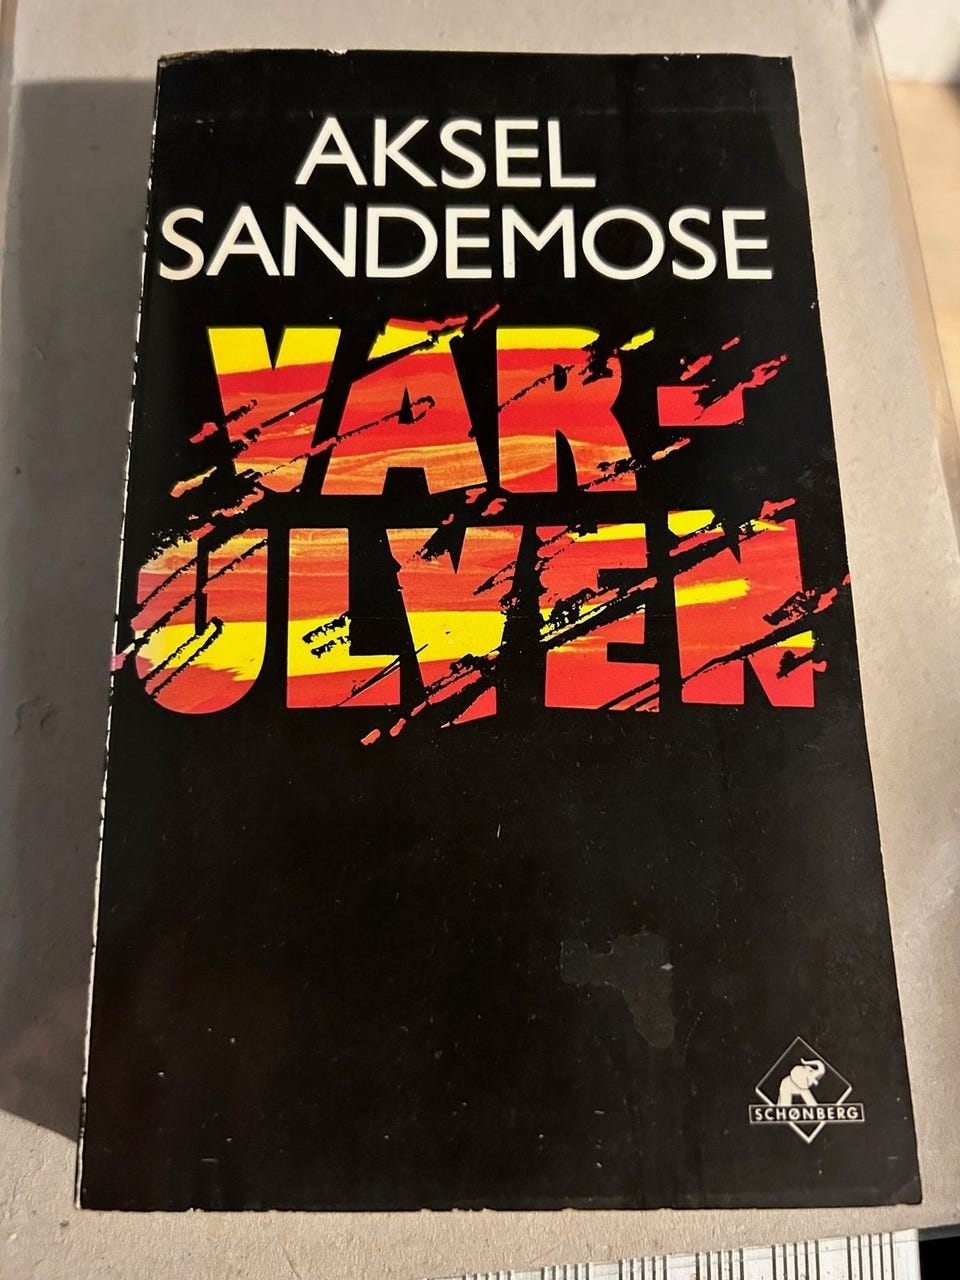 AKSEL
SANDEMOSE
VAR-
ULVEN
SCHØNBERG